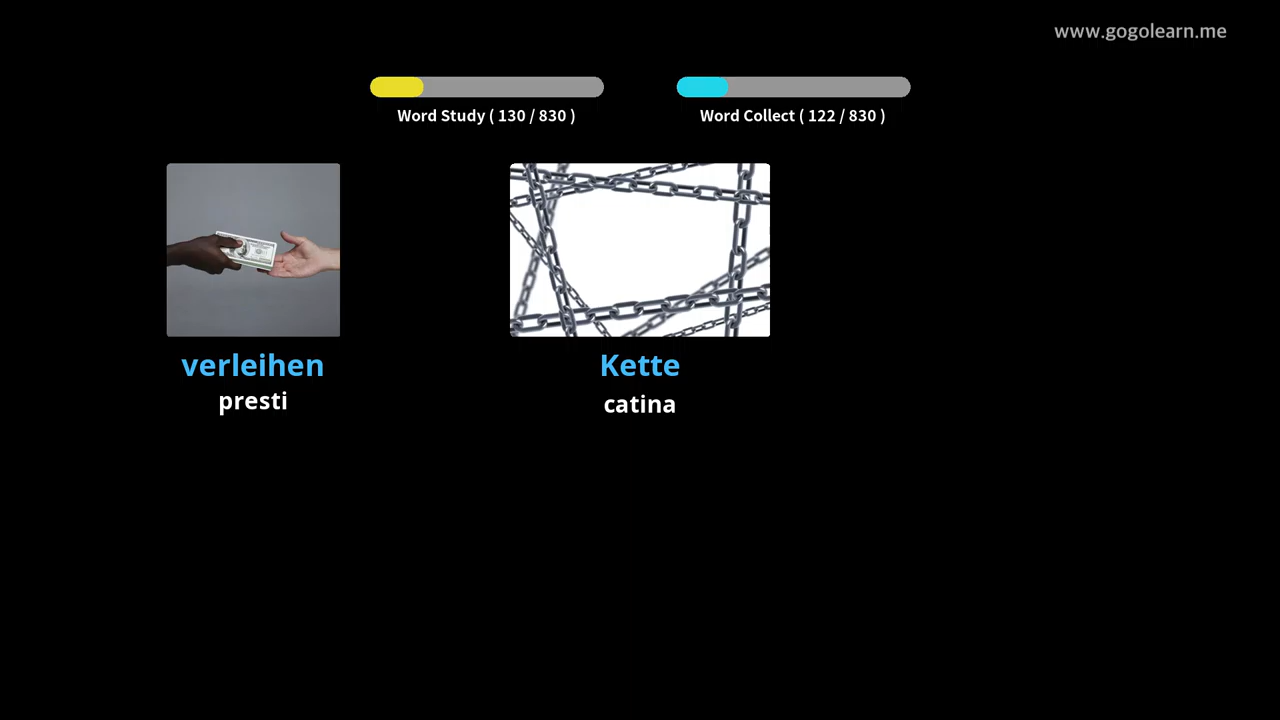 www.gogolearn.me
Word Study ( 130 / 830 )
Word Collect ( 122 / 830 )
verleihen
presti
Kette
catina